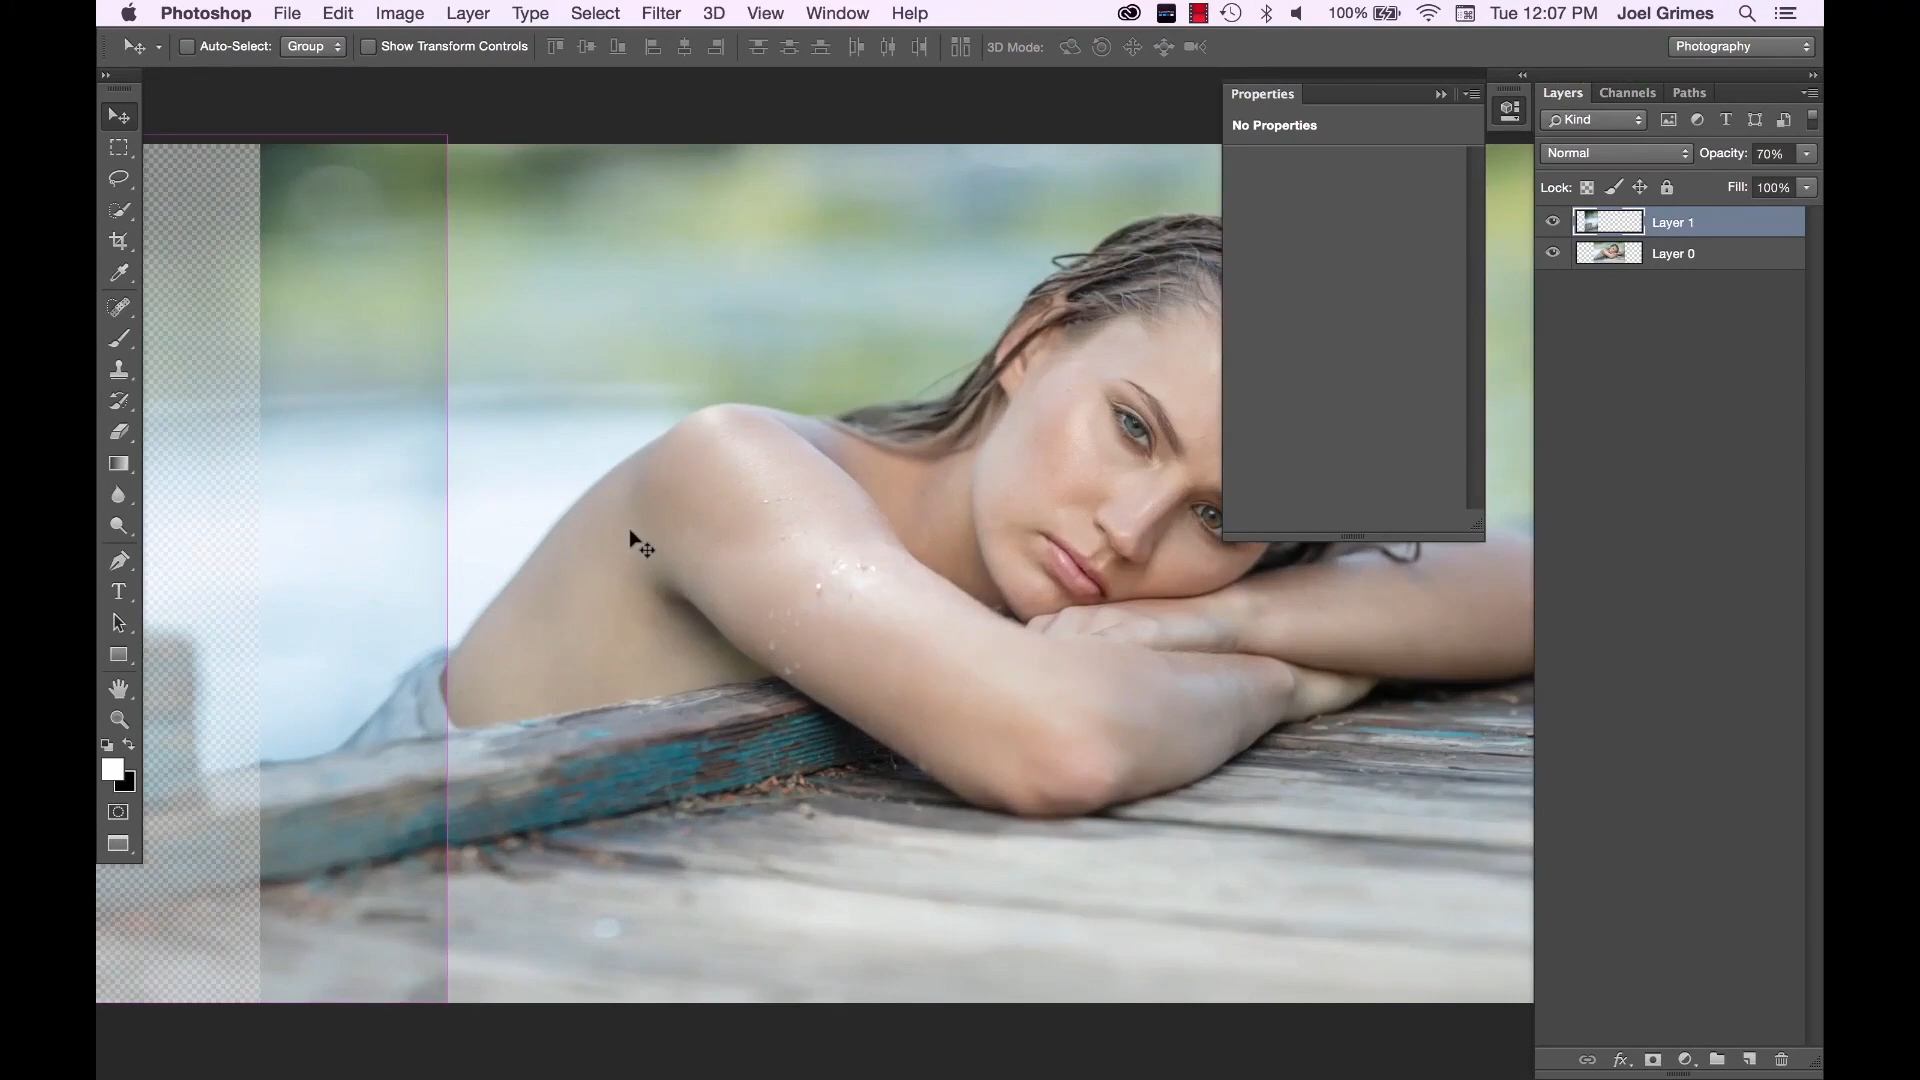 Photoshop File Edit Image Layer Type Select Filter 3D View Window Help 100% Tue 12:07 PM Joel Grimes
Auto-Select: Group Show Transform Controls 3D Mode: Photography
Properties
No Properties
Layers Channels Paths
Kind
Normal Opacity: 70%
Lock: Fill: 100%
Layer 1
Layer 0
T
fx